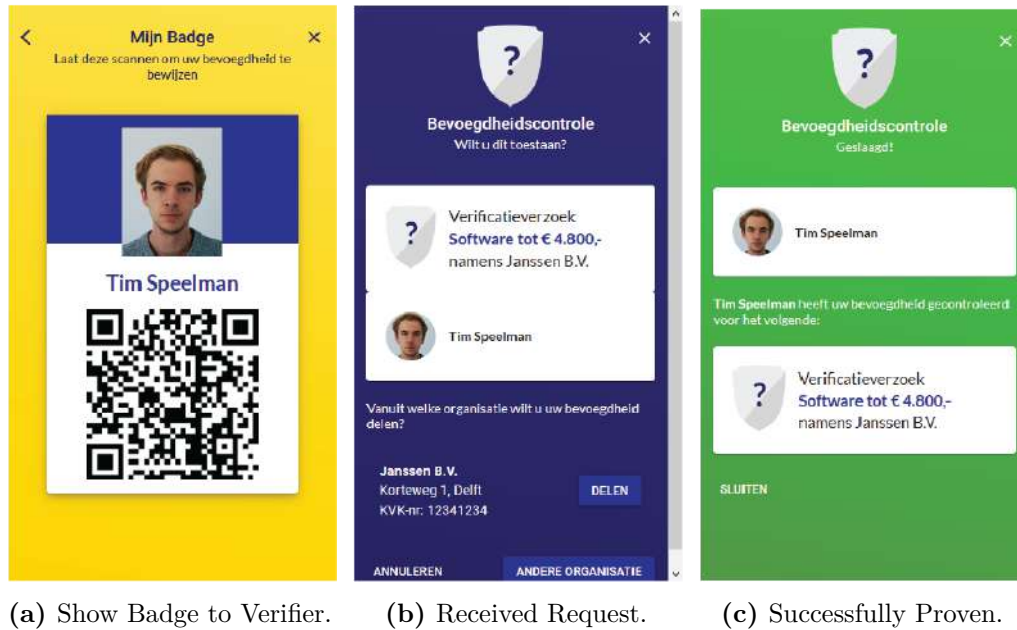 Mijn Badge
Laat deze scannen om uw bevoegdheid te
bewijzen
Tim Speelman
?
Bevoegdheidscontrole
Wilt u dit toestaan?
?
Verificatieverzoek
Software tot € 4.800,-
namens Janssen B.V.
Tim Speelman
Vanuit welke organisatie wilt u uw bevoegdheid
delen?
Janssen B.V.
Korteweg 1, Delft
KVK-nr: 12341234
DELEN
ANNULEREN
ANDERE ORGANISATIE
?
Bevoegdheidscontrole
Geslaagd!
Tim Speelman
Tim Speelman heeft uw bevoegdheid gecontroleerd
voor het volgende:
?
Verificatieverzoek
Software tot € 4.800,-
namens Janssen B.V.
SLUITEN
(a) Show Badge to Verifier.
(b) Received Request.
(c) Successfully Proven.